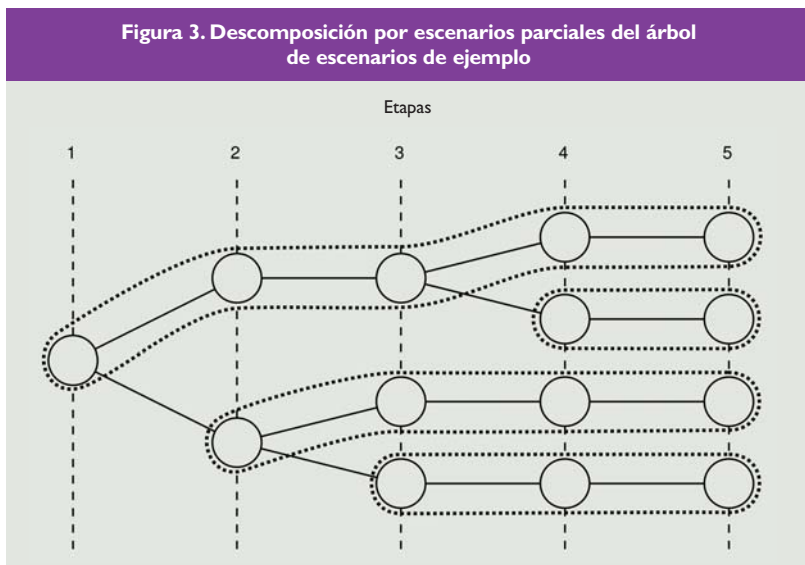 Figura 3. Descomposición por escenarios parciales del árbol
de escenarios de ejemplo
Etapas
1 2 3 4 5